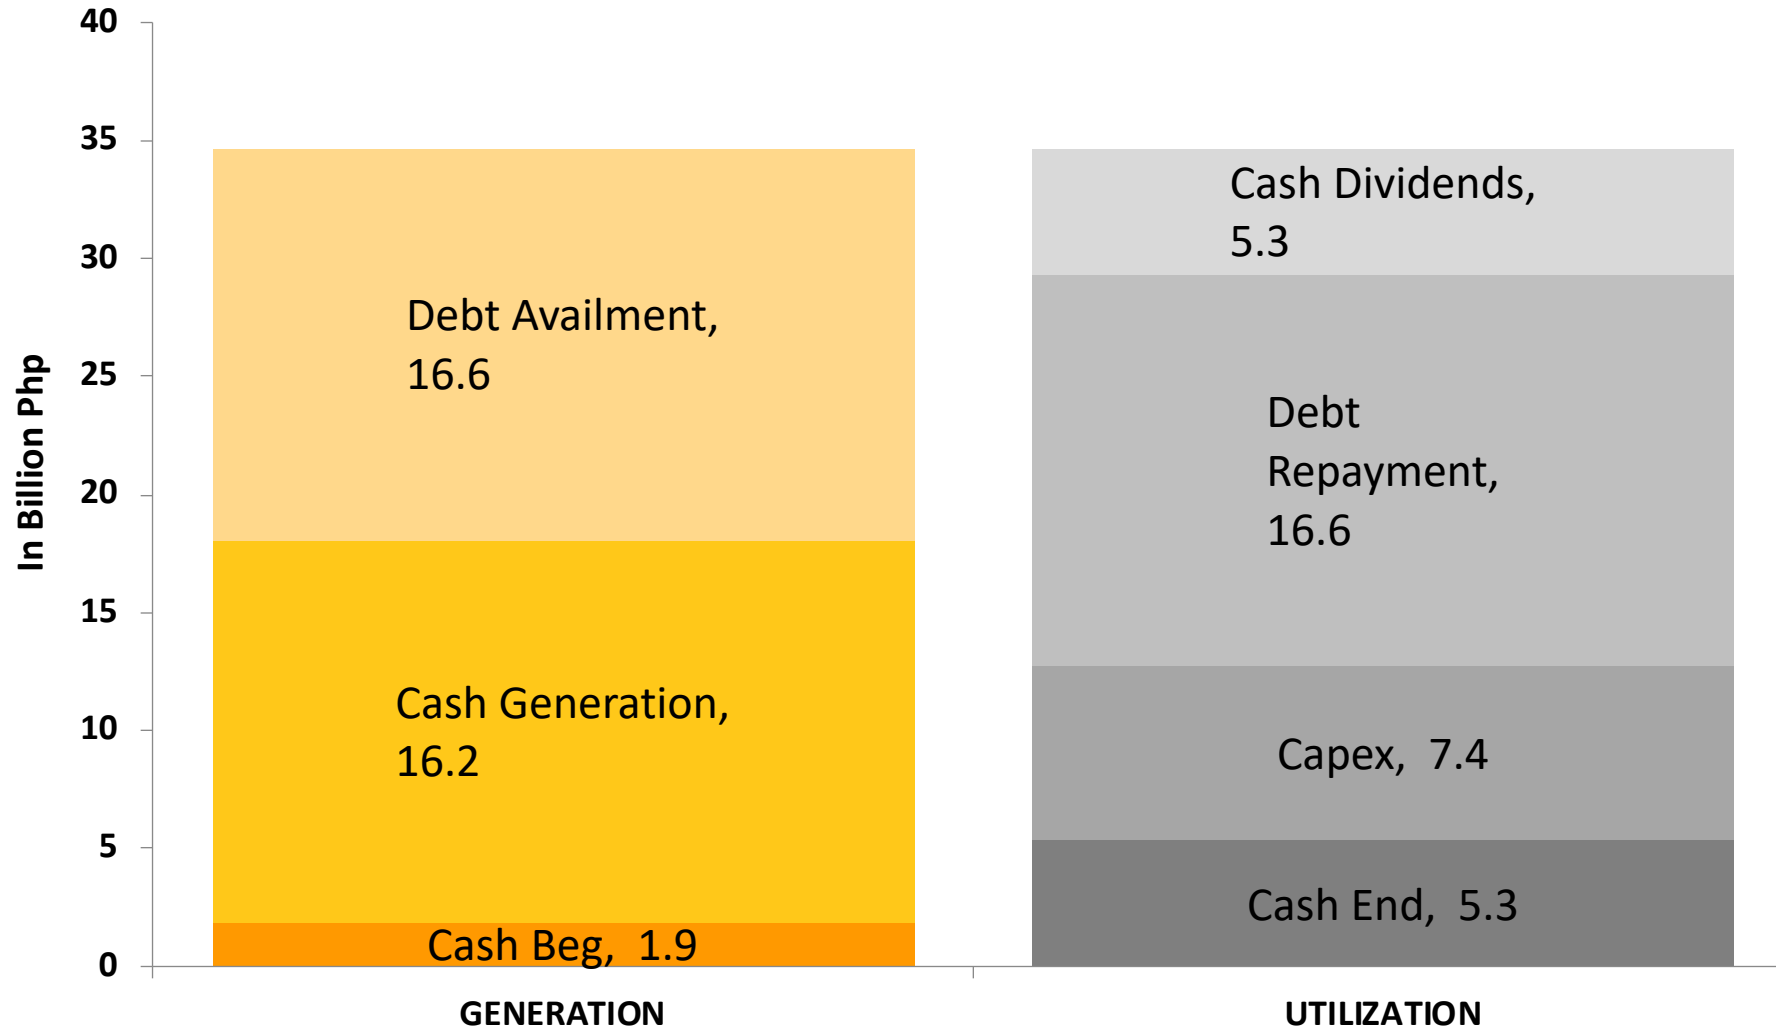 In Billion Php
40
35
30
25
20
15
10
5
0
Debt Availment,
16.6
Cash Generation,
16.2
Cash Beg, 1.9
Cash Dividends,
5.3
Debt
Repayment,
16.6
Capex, 7.4
Cash End, 5.3
GENERATION
UTILIZATION